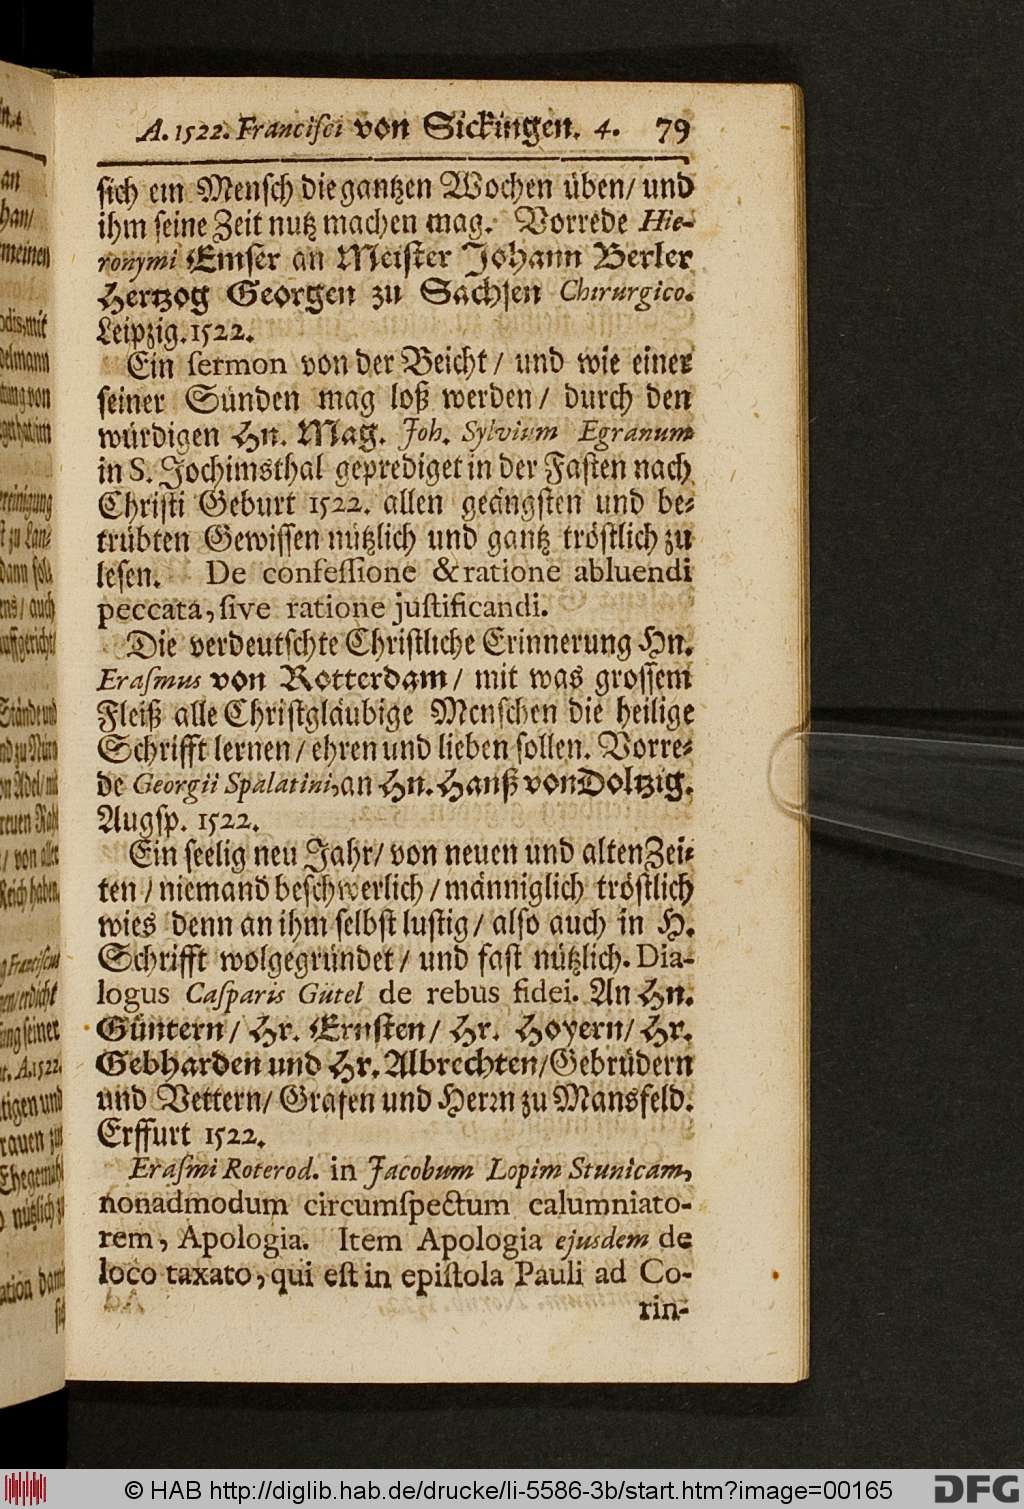 A. 1522. Francisci von Sickingen. 4. 79
sich ein Mensch die gantzen Wochen üben/ und
ihm seine Zeit nutz machen mag. Vorrede Hie-
ronymi Emser an Meister Johann Berler
Hertzog Georgen zu Sachsen Chirurgico.
Leipzig. 1522.
Ein sermon von der Beicht/ und wie einer
seiner Sünden mag loß werden/ durch den
würdigen Hn. Mag. Joh. Sylvium Egranum
in S. Jochimsthal geprediget in der Fasten nach
Christi Geburt 1522. allen geängsten und be-
trübten Gewissen nützlich und gantz tröstlich zu
lesen. De confeſſione & ratione abluendi
peccata, ſive ratione juſtificandi.
Die verdeutschte Christliche Erinnerung Hn.
Eraſmus von Rotterdam/ mit was grossem
Fleiß alle Christgläubige Menschen die heilige
Schrifft lernen/ ehren und lieben sollen. Vorre-
de Georgii Spalatini, an Hn. Hanß von Doltzig.
Augsp. 1522.
Ein seelig neu Jahr/ von neuen und alten Zei-
ten/ niemand beschwerlich/ männiglich tröstlich
wies denn an ihm selbst lustig/ also auch in H.
Schrifft wolgegründet/ und fast nützlich. Dia-
logus Caſparis Gütel de rebus fidei. An Hn.
Güntern/ Hr. Ernsten/ Hr. Hoyern/ Hr.
Gebharden und Hr. Albrechten/ Gebrüdern
und Vettern/ Grafen und Herrn zu Mansfeld.
Erffurt 1522.
Eraſmi Roterod. in Jacobum Lopim Stunicam,
nonadmodum circumſpectum calumniato-
rem, Apologia. Item Apologia ejusdem de
loco taxato, qui eſt in epiſtola Pauli ad Co-
rin-
© HAB http://diglib.hab.de/drucke/li-5586-3b/start.htm?image=00165
DFG